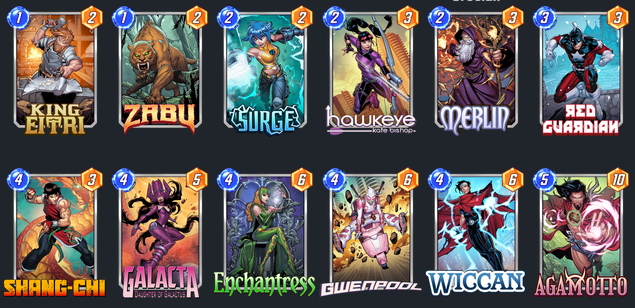 1 2 1 2 2 2 2 3 2 3 3 3
KING EITRI
ZABU
SURGE
hawkeye
kate bishop
MERLIN
RED GUARDIAN
4 3 4 5 4 6 4 6 4 6 5 10
SHANG-CHI
GALACTA
DAUGHTER OF GALACTUS
Enchantress
GWENPOOL
WICCAN
AGAMOTTO